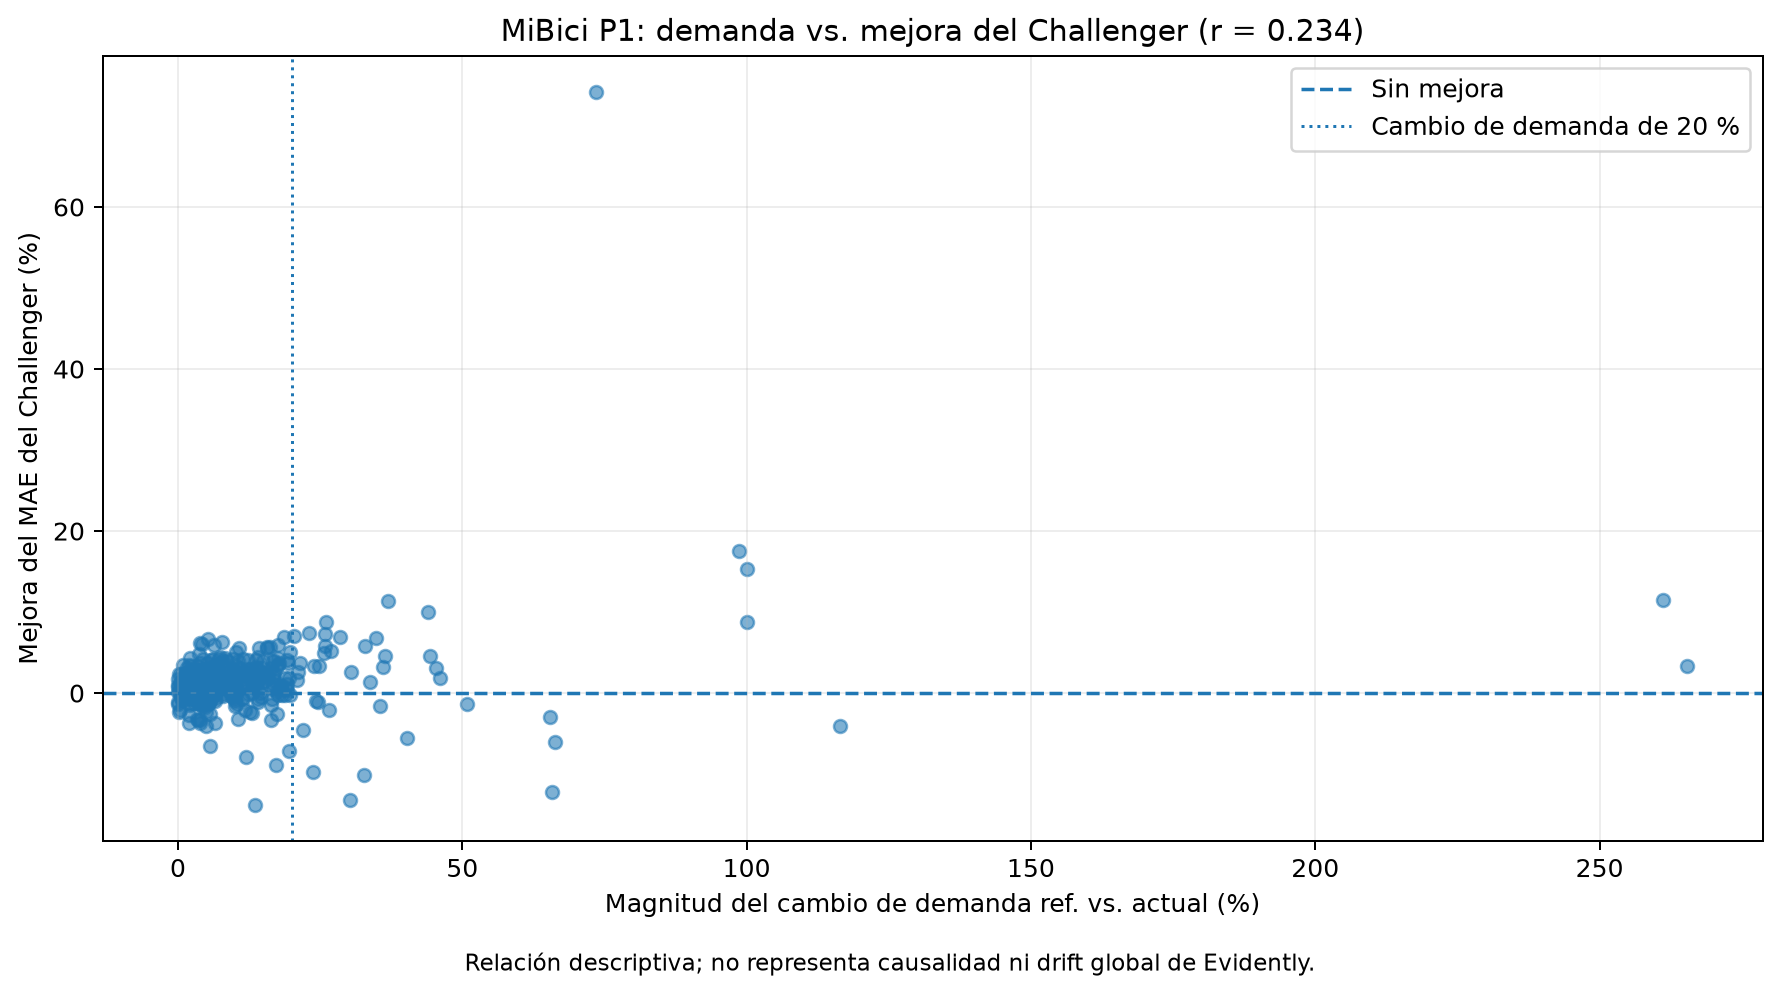 MiBici P1: demanda vs. mejora del Challenger (r = 0.234)
Sin mejora
Cambio de demanda de 20 %
Mejora del MAE del Challenger (%)
60
40
20
0
0 50 100 150 200 250
Magnitud del cambio de demanda ref. vs. actual (%)
Relación descriptiva; no representa causalidad ni drift global de Evidently.